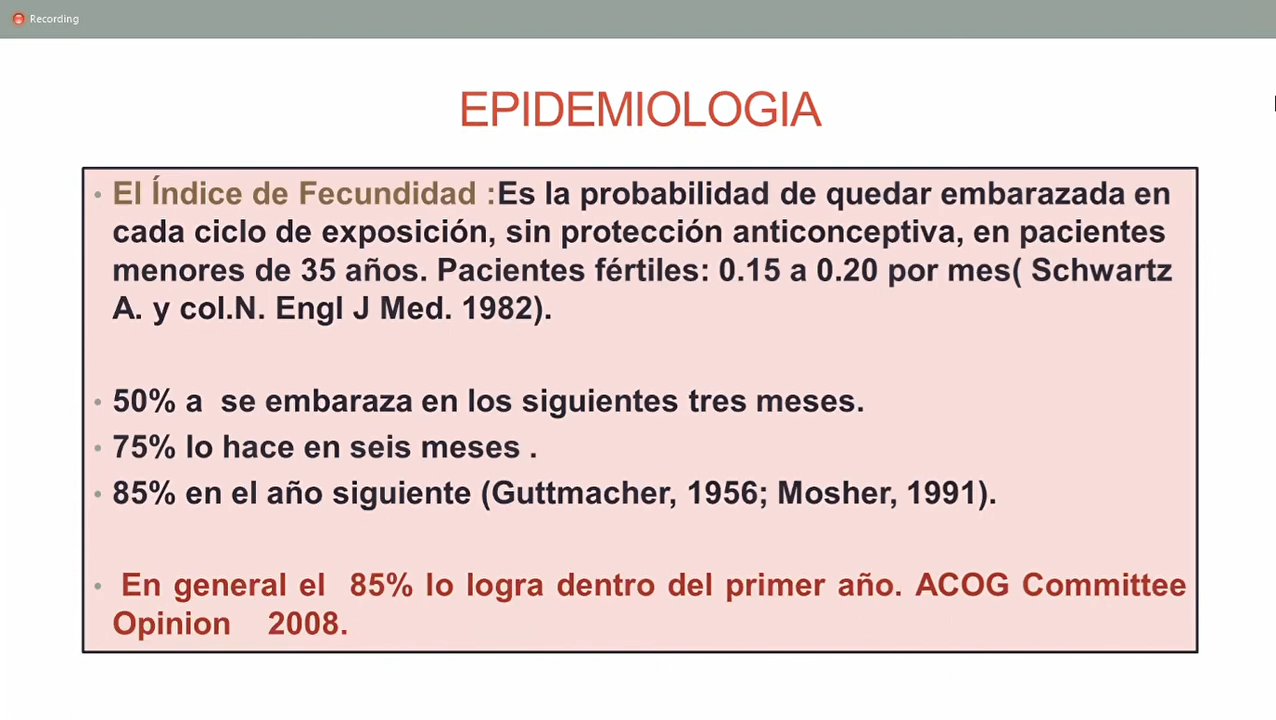 Recording
EPIDEMIOLOGIA
• El Índice de Fecundidad :Es la probabilidad de quedar embarazada en
cada ciclo de exposición, sin protección anticonceptiva, en pacientes
menores de 35 años. Pacientes fértiles: 0.15 a 0.20 por mes( Schwartz
A. y col.N. Engl J Med. 1982).
• 50% a  se embaraza en los siguientes tres meses.
• 75% lo hace en seis meses .
• 85% en el año siguiente (Guttmacher, 1956; Mosher, 1991).
• En general el  85% lo logra dentro del primer año. ACOG Committee
Opinion  2008.